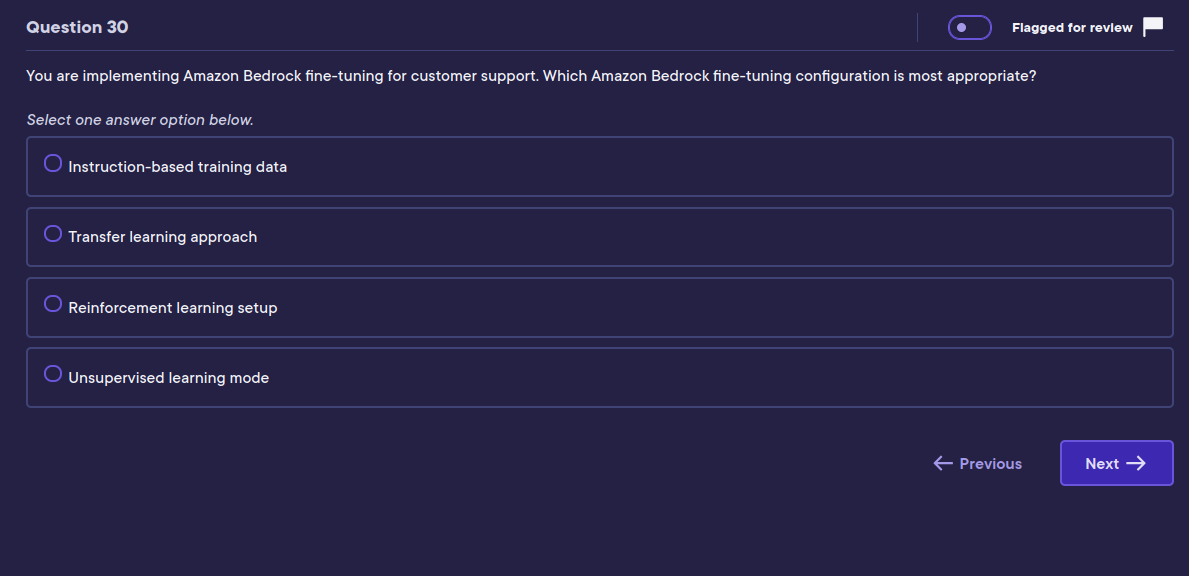 Question 30
Flagged for review
You are implementing Amazon Bedrock fine-tuning for customer support. Which Amazon Bedrock fine-tuning configuration is most appropriate?
Select one answer option below.
Instruction-based training data
Transfer learning approach
Reinforcement learning setup
Unsupervised learning mode
Previous
Next